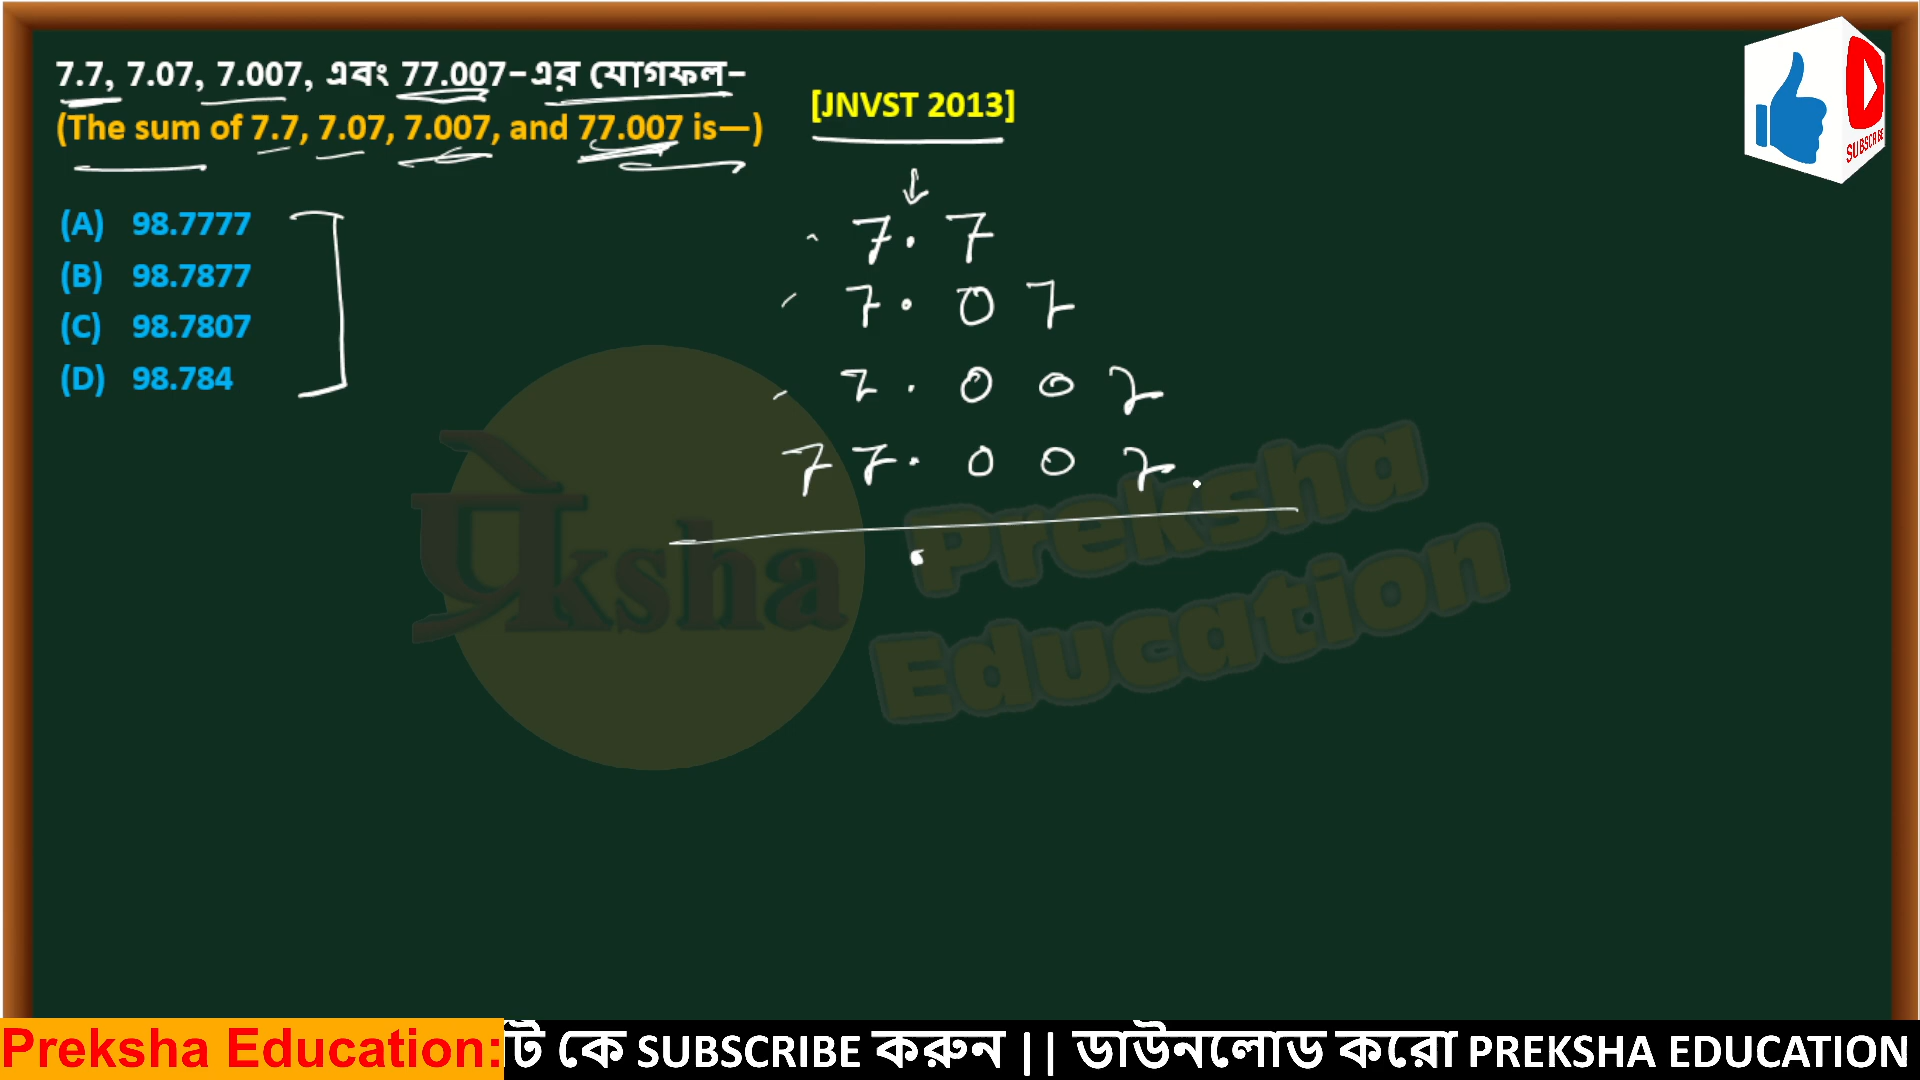 7.7, 7.07, 7.007, এবং 77.007-এর যোগফল-
(The sum of 7.7, 7.07, 7.007, and 77.007 is—)
[JNVST 2013]
(A) 98.7777
(B) 98.7877
(C) 98.7807
(D) 98.784
7.7
7.07
7.007
77.007
SUBSCRIBE
प्रेksha
Preksha
Education
Preksha Education:
টি কে SUBSCRIBE করুন || ডাউনলোড করো PREKSHA EDUCATION